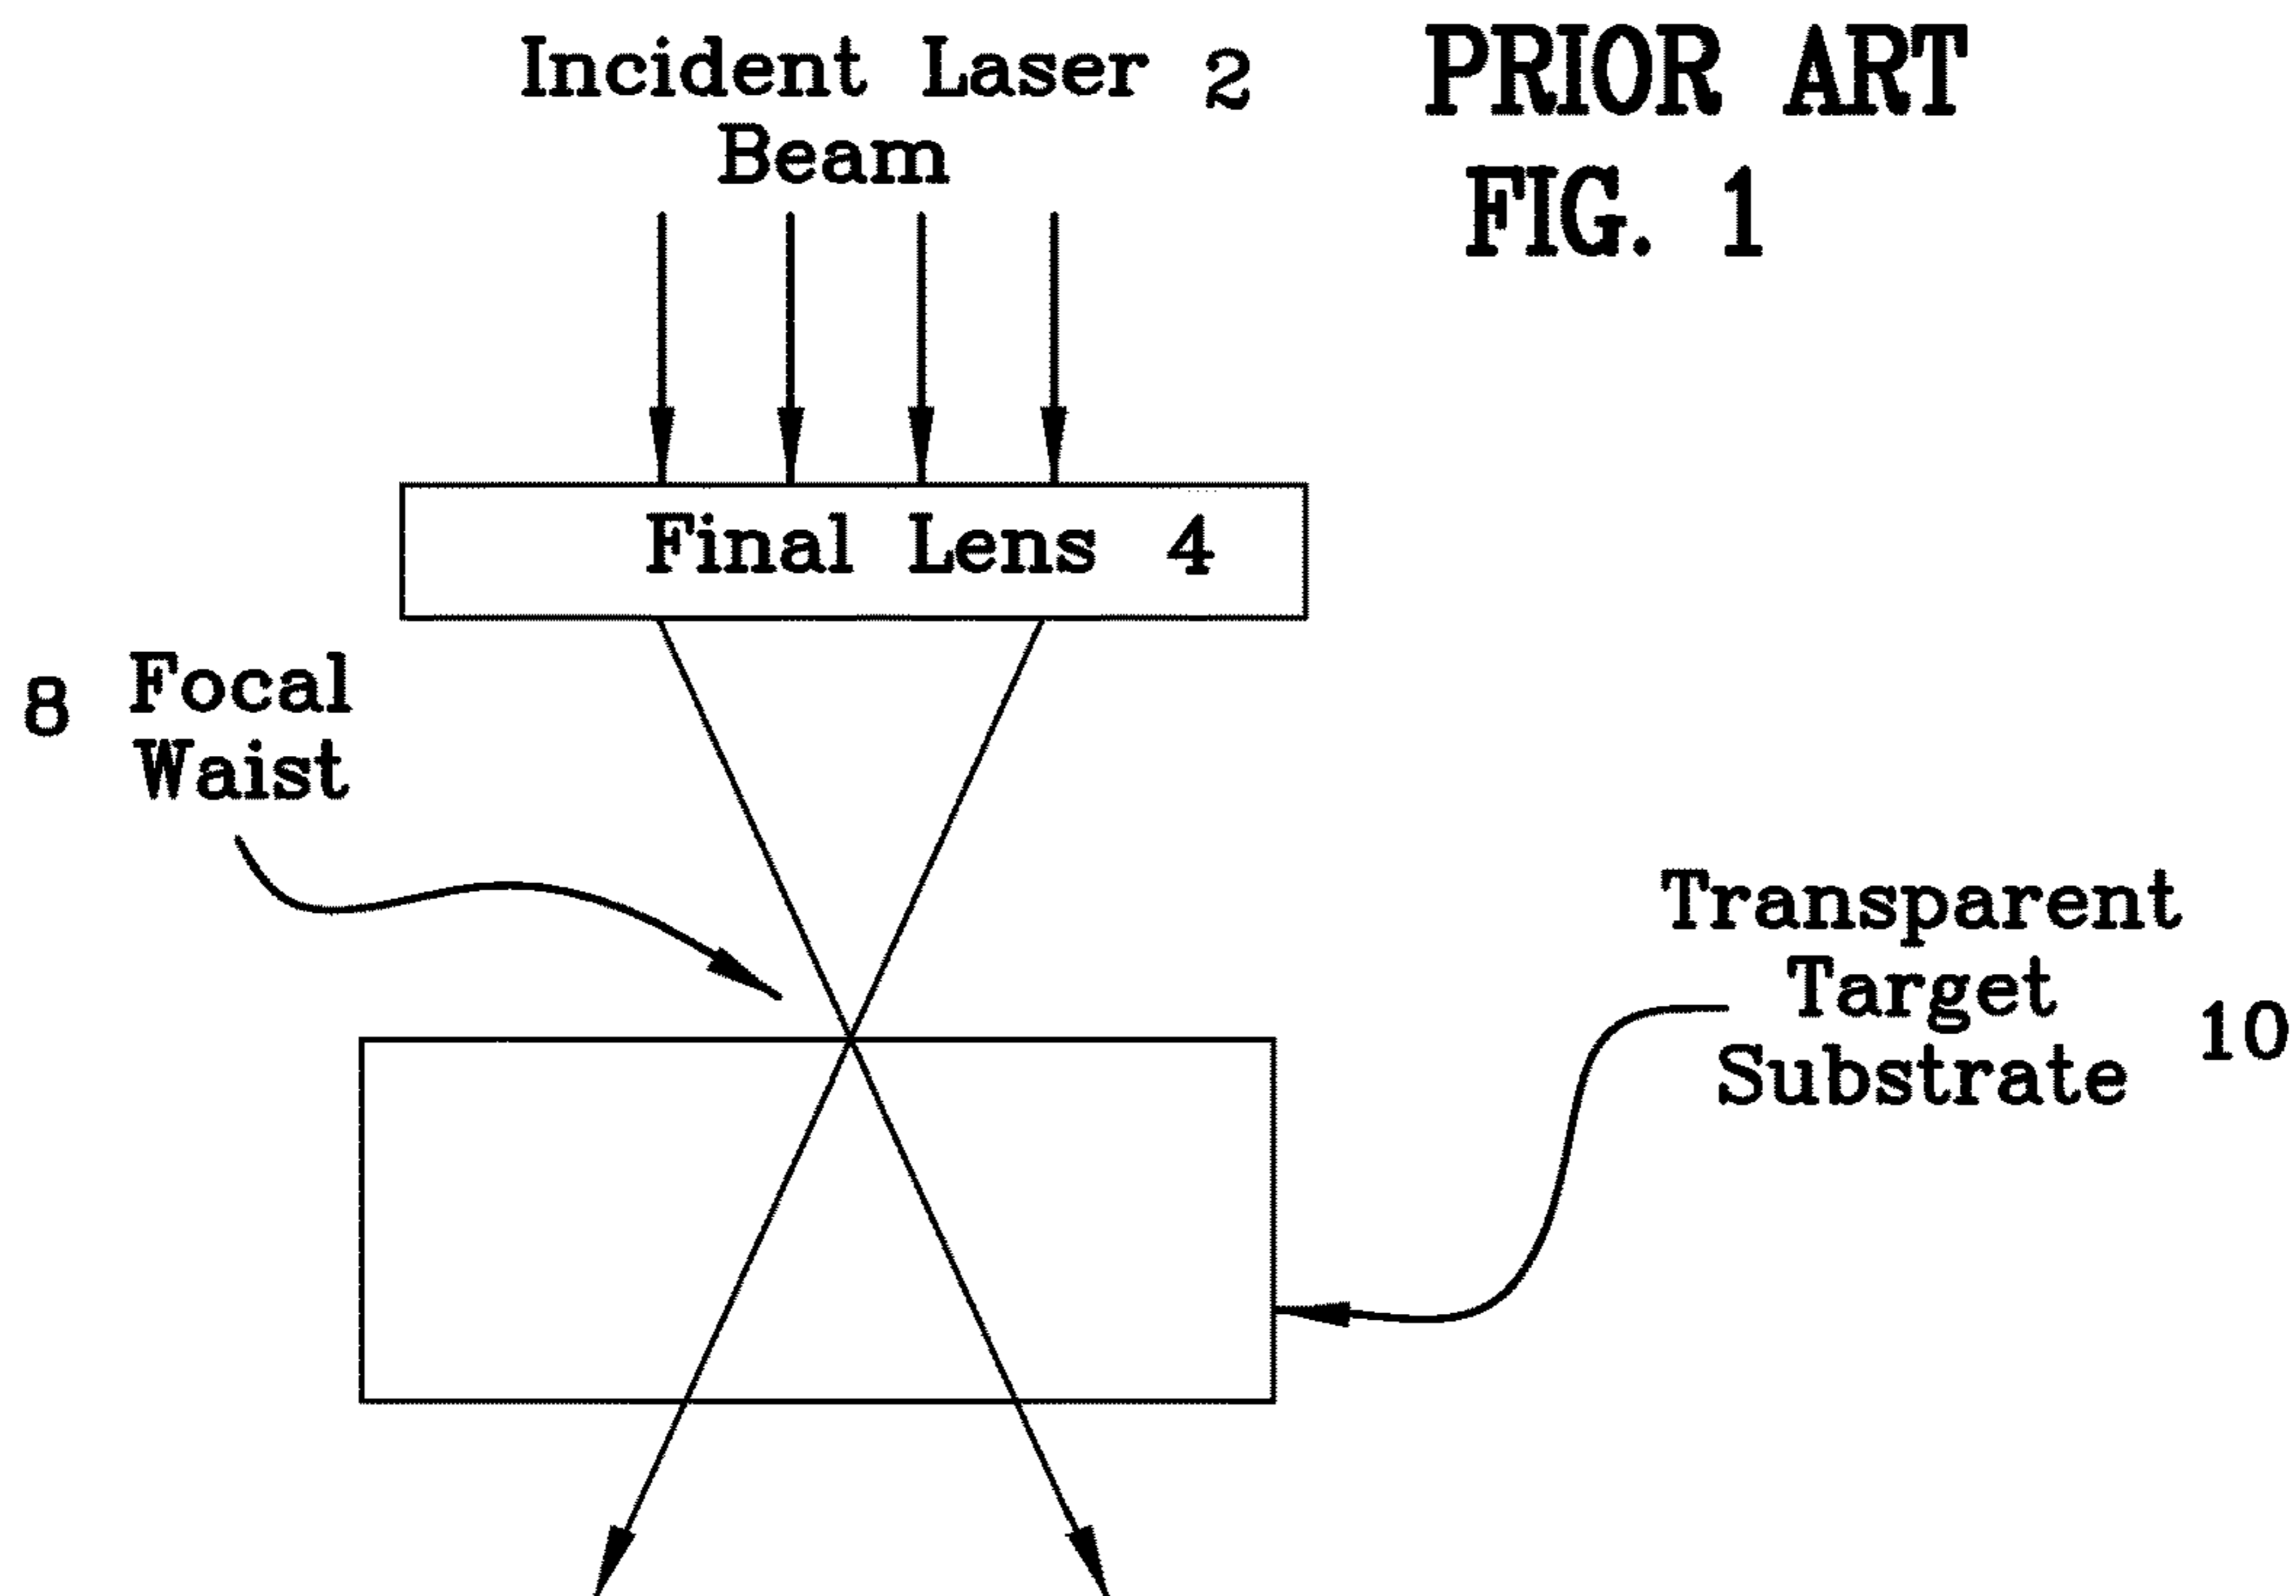 Incident Laser 2
Beam
PRIOR ART
FIG. 1
Final Lens 4
8 Focal
Waist
Transparent
Target
Substrate 10